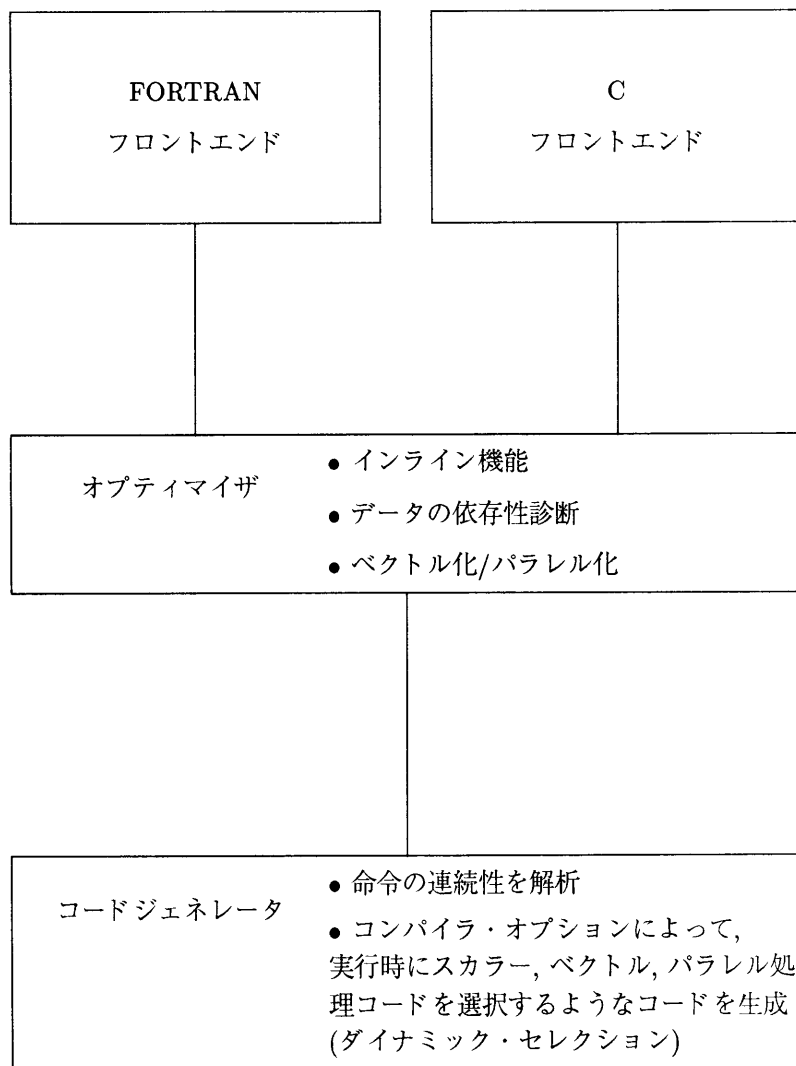 FORTRAN
フロントエンド
C
フロントエンド
オプティマイザ
● インライン機能
● データの依存性診断
● ベクトル化/パラレル化
コードジェネレータ
● 命令の連続性を解析
● コンパイラ・オプションによって,
実行時にスカラー, ベクトル, パラレル処
理コードを選択するようなコードを生成
(ダイナミック・セレクション)